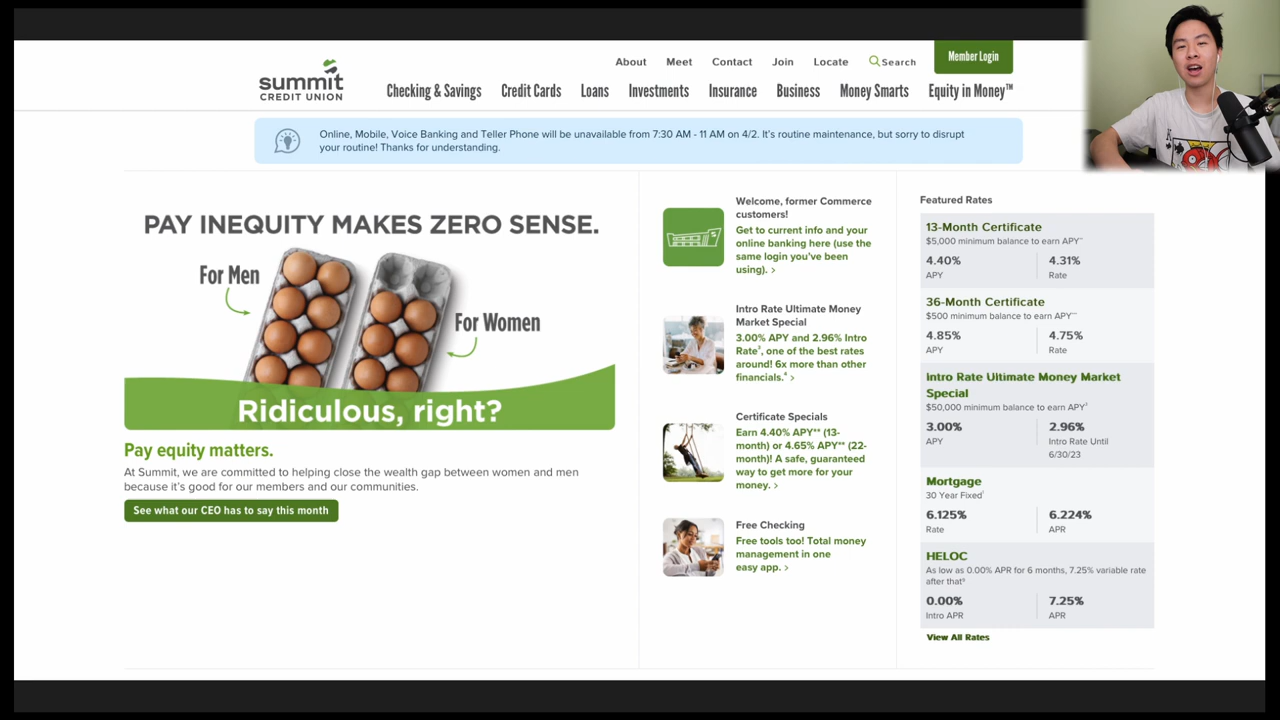 summit
CREDIT UNION
About Meet Contact Join Locate Search Member Login
Checking & Savings Credit Cards Loans Investments Insurance Business Money Smarts Equity in Money™
Online, Mobile, Voice Banking and Teller Phone will be unavailable from 7:30 AM - 11 AM on 4/2. It's routine maintenance, but sorry to disrupt
your routine! Thanks for understanding.
PAY INEQUITY MAKES ZERO SENSE.
For Men
For Women
Ridiculous, right?
Pay equity matters.
At Summit, we are committed to helping close the wealth gap between women and men
because it's good for our members and our communities.
See what our CEO has to say this month
Welcome, former Commerce
customers!
Get to current info and your
online banking here (use the
same login you've been
using). >
Intro Rate Ultimate Money
Market Special
3.00% APY and 2.96% Intro
Rate³, one of the best rates
around! 6x more than other
financials.⁴ >
Certificate Specials
Earn 4.40% APY** (13-
month) or 4.65% APY** (22-
month)! A safe, guaranteed
way to get more for your
money. >
Free Checking
Free tools too! Total money
management in one
easy app. >
Featured Rates
13-Month Certificate
$5,000 minimum balance to earn APY
4.40% 4.31%
APY Rate
36-Month Certificate
$500 minimum balance to earn APY
4.85% 4.75%
APY Rate
Intro Rate Ultimate Money Market
Special
$50,000 minimum balance to earn APY³
3.00% 2.96%
APY Intro Rate Until
6/30/23
Mortgage
30 Year Fixed¹
6.125% 6.224%
Rate APR
HELOC
As low as 0.00% APR for 6 months, 7.25% variable rate
after that⁹
0.00% 7.25%
Intro APR APR
View All Rates
K